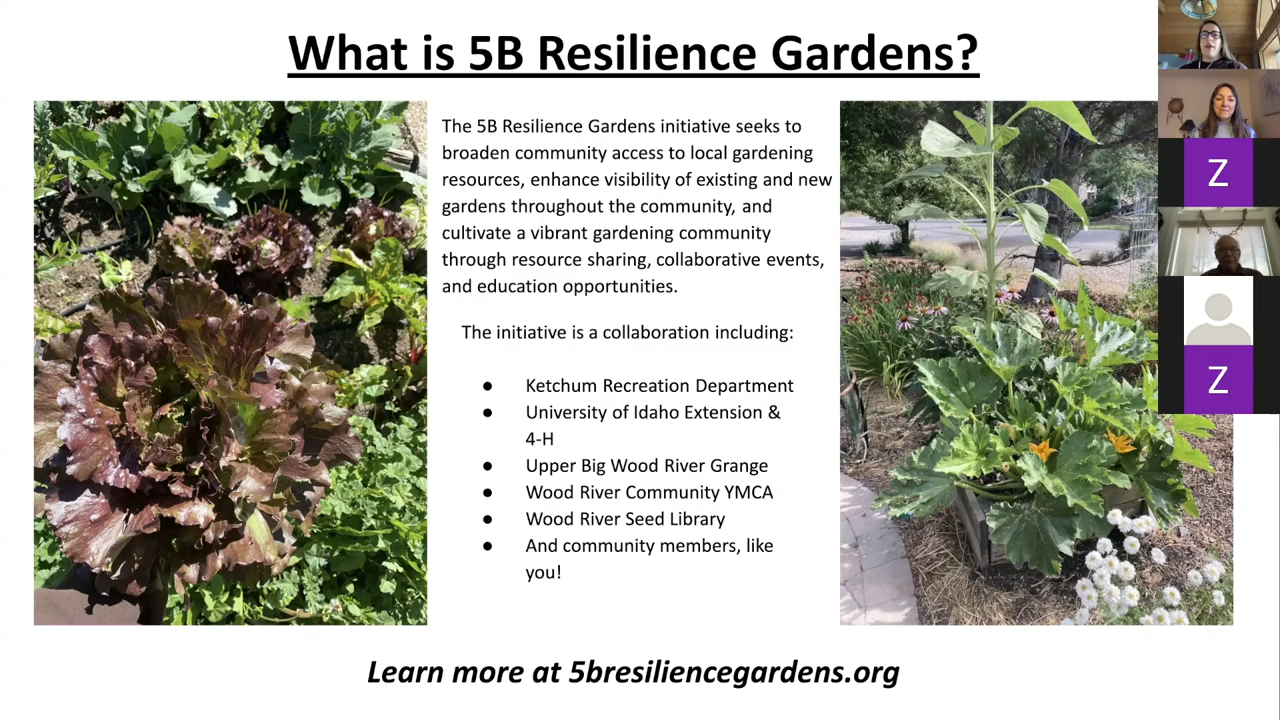 What is 5B Resilience Gardens?
The 5B Resilience Gardens initiative seeks to
broaden community access to local gardening
resources, enhance visibility of existing and new
gardens throughout the community, and
cultivate a vibrant gardening community
through resource sharing, collaborative events,
and education opportunities.
The initiative is a collaboration including:
● Ketchum Recreation Department
● University of Idaho Extension &
4-H
● Upper Big Wood River Grange
● Wood River Community YMCA
● Wood River Seed Library
● And community members, like
you!
Learn more at 5bresiliencegardens.org
Z
Z